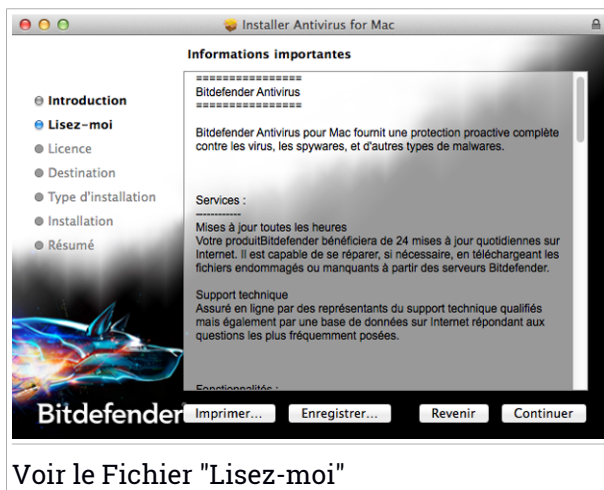 Installer Antivirus for Mac
Informations importantes
Introduction
Lisez-moi
Licence
Destination
Type d'installation
Installation
Résumé
================
Bitdefender Antivirus
================
Bitdefender Antivirus pour Mac fournit une protection proactive complète
contre les virus, les spywares, et d'autres types de malwares.
Services :
-----------
Mises à jour toutes les heures
Votre produitBitdefender bénéficiera de 24 mises à jour quotidiennes sur
Internet. Il est capable de se réparer, si nécessaire, en téléchargeant les
fichiers endommagés ou manquants à partir des serveurs Bitdefender.
Support technique
Assuré en ligne par des représentants du support technique qualifiés
mais également par une base de données sur Internet répondant aux
questions les plus fréquemment posées.
Fonctionnalités :
Bitdefender
Imprimer... Enregistrer... Revenir Continuer
Voir le Fichier "Lisez-moi"